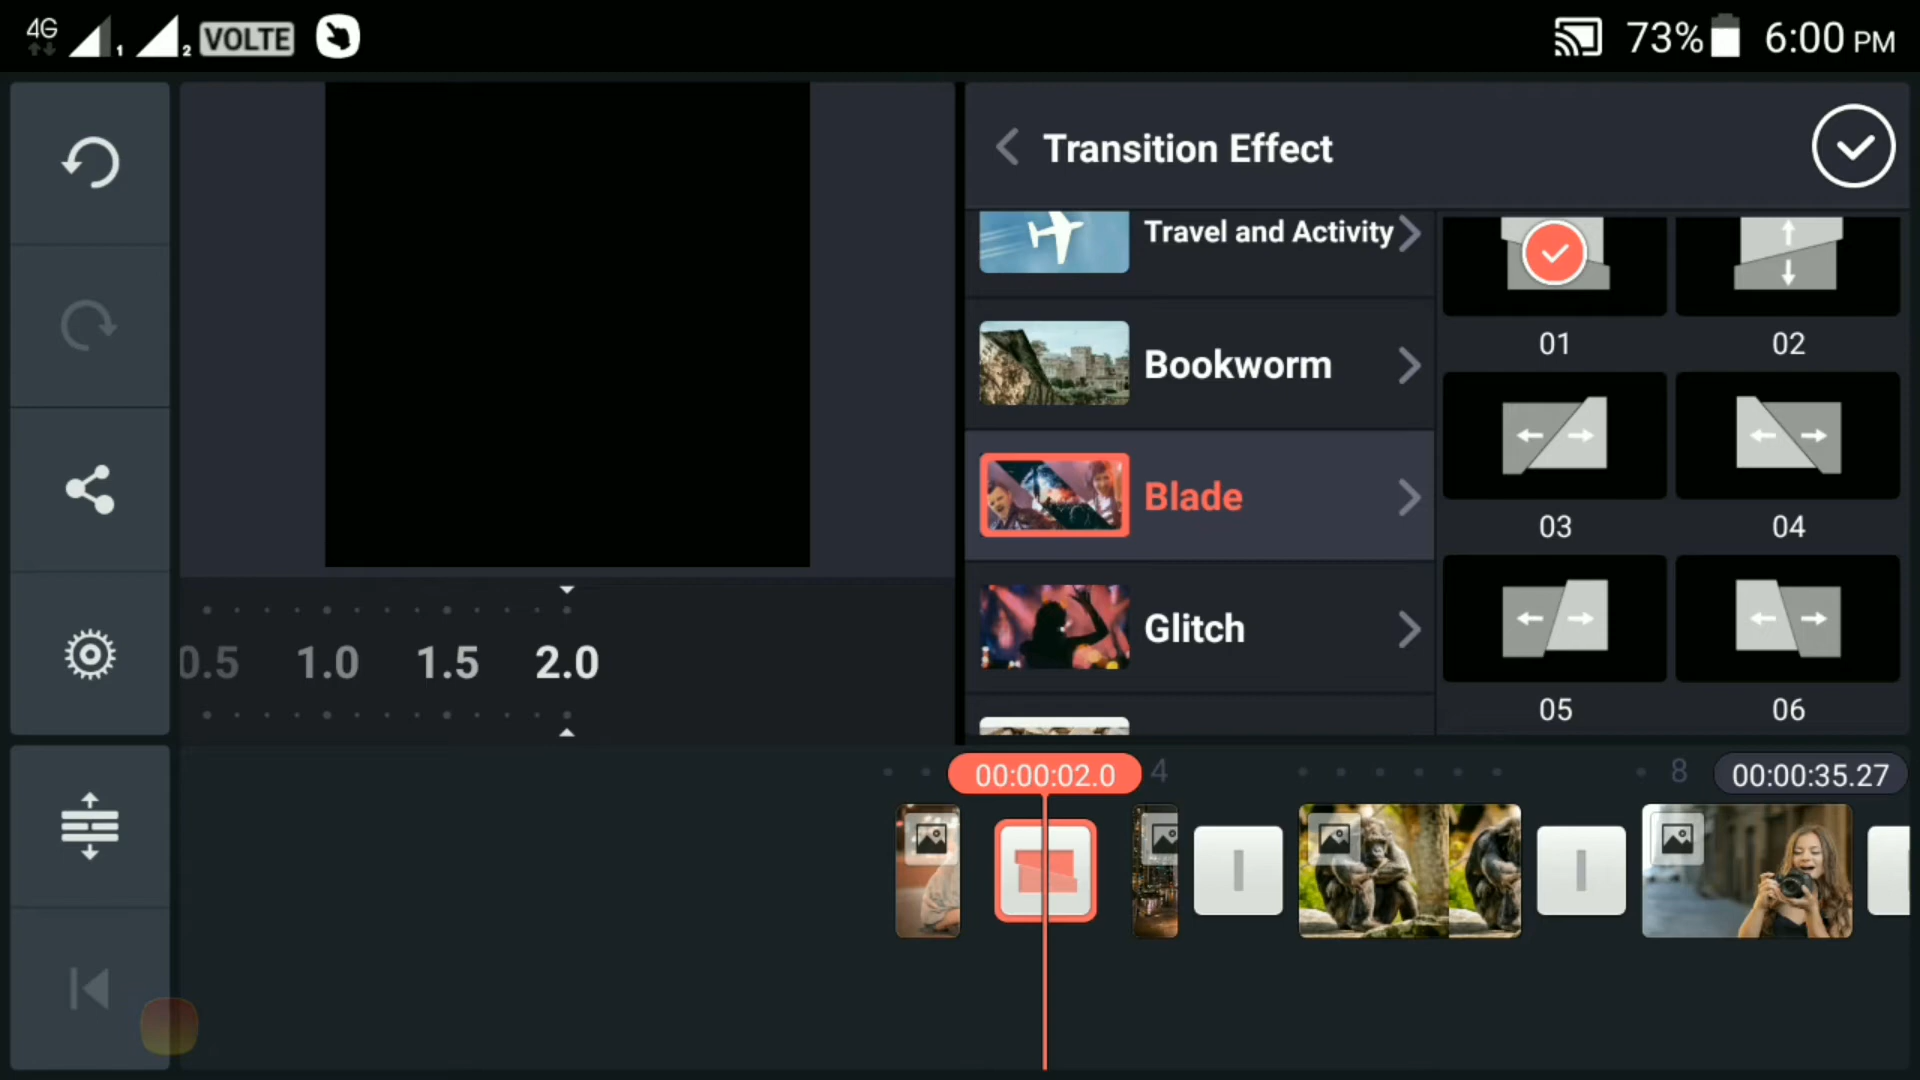 4G 1 2 VOLTE 73% 6:00 PM
Transition Effect
Travel and Activity
Bookworm
Blade
Glitch
01 02
03 04
05 06
0.5 1.0 1.5 2.0
00:00:02.0 4 8 00:00:35.27